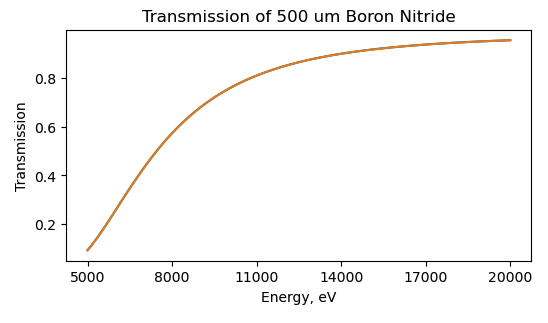 Transmission of 500 um Boron Nitride
Transmission
0.8
0.6
0.4
0.2
5000 8000 11000 14000 17000 20000
Energy, eV